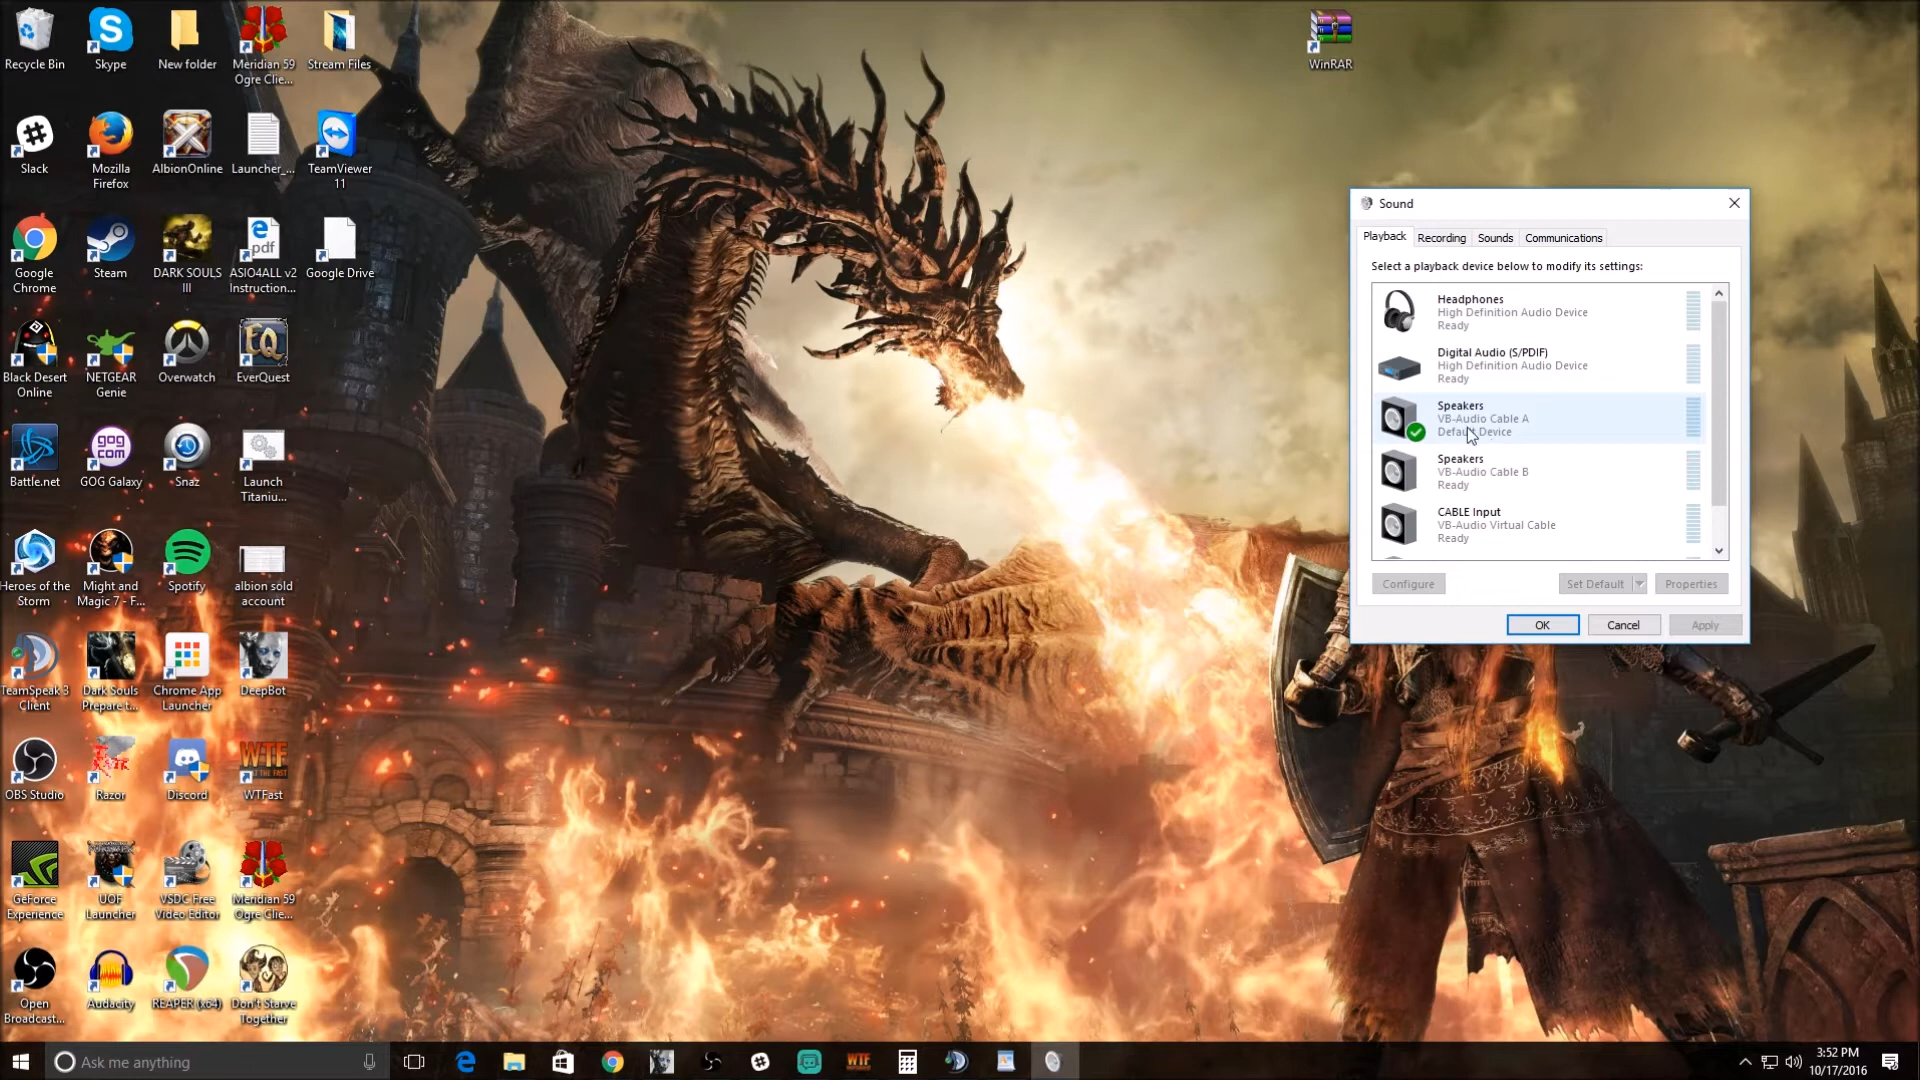 Recycle Bin
Skype
New folder
Meridian 59
Ogre Clie...
Stream Files
WinRAR
Slack
Mozilla
Firefox
AlbionOnline
Launcher_...
TeamViewer
11
Google
Chrome
Steam
DARK SOULS
III
pdf
ASIO4ALL v2
Instruction...
Google Drive
Black Desert
Online
NETGEAR
Genie
Overwatch
EQ
EverQuest
Battle.net
gog
com
GOG Galaxy
Snaz
Launch
Titaniu...
Heroes of the
Storm
Might and
Magic 7 - F...
Spotify
albion sold
account
TeamSpeak 3
Client
Dark Souls
Prepare t...
Chrome App
Launcher
DeepBot
OBS Studio
Razor
Discord
WTF
WTFast
GeForce
Experience
UOF
Launcher
VSDC Free
Video Editor
Meridian 59
Ogre Clie...
Open
Broadcast...
Audacity
REAPER (x64)
Don't Starve
Together
Sound
Playback
Recording
Sounds
Communications
Select a playback device below to modify its settings:
Headphones
High Definition Audio Device
Ready
Digital Audio (S/PDIF)
High Definition Audio Device
Ready
Speakers
VB-Audio Cable A
Default Device
Speakers
VB-Audio Cable B
Ready
CABLE Input
VB-Audio Virtual Cable
Ready
Configure
Set Default
Properties
OK
Cancel
Apply
Ask me anything
WTF
3:52 PM
10/17/2016